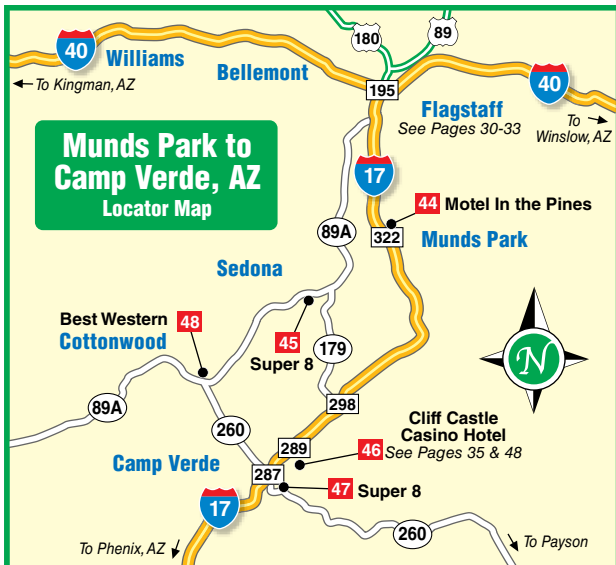 180
89
40
Williams
Bellemont
To Kingman, AZ
195
40
Flagstaff
See Pages 30-33
To
Winslow, AZ
Munds Park to
Camp Verde, AZ
Locator Map
17
44 Motel In the Pines
89A
322
Munds Park
Sedona
Best Western 48
Cottonwood
45
Super 8
179
N
89A
298
260
Cliff Castle
Casino Hotel
289
46 See Pages 35 & 48
Camp Verde
287
47 Super 8
17
260
To Phenix, AZ
To Payson